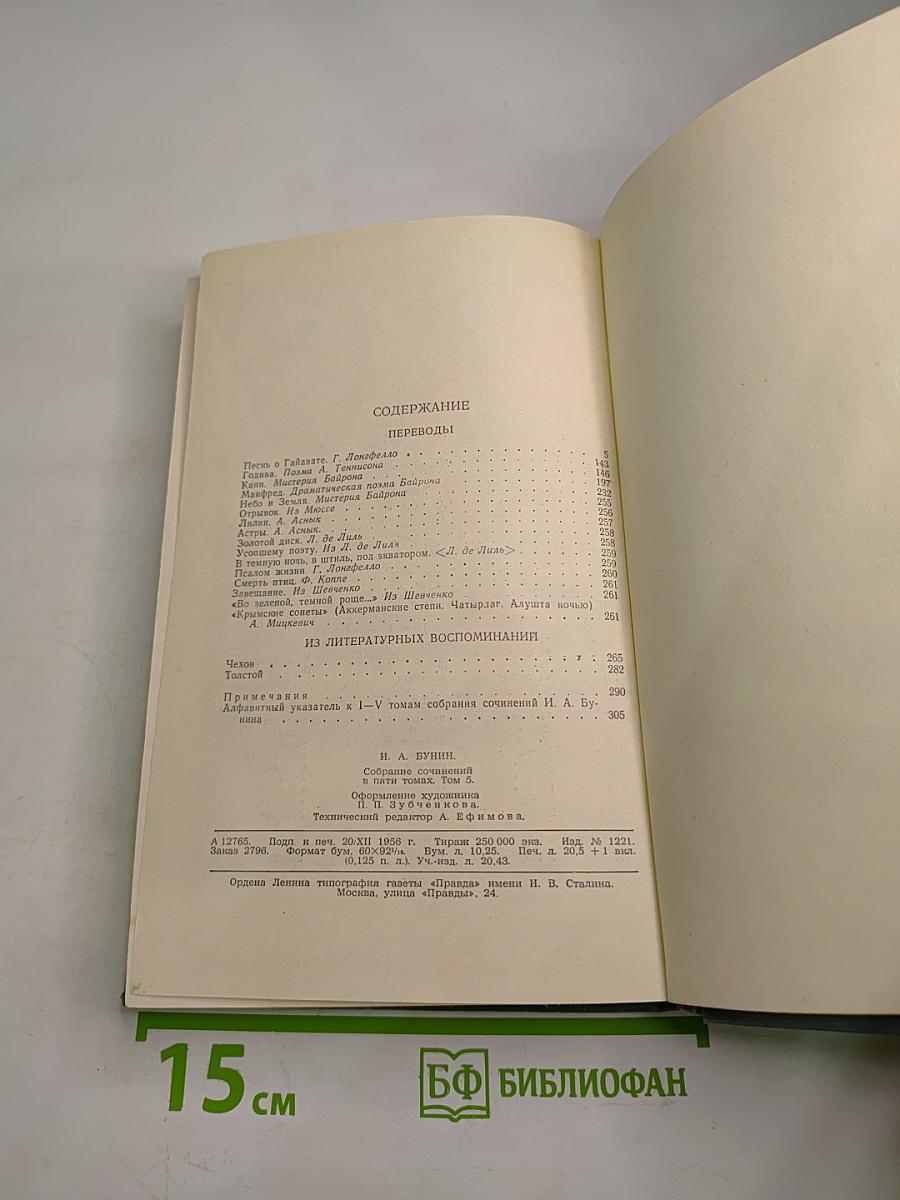 СОДЕРЖАНИЕ
ПЕРЕВОДЫ
Песнь о Гайавате. Г. Лонгфелло . . . . . . . . . . . . 5
Годива. Поэма А. Теннисона . . . . . . . . . . . . 143
Каин. Мистерия Байрона . . . . . . . . . . . . 146
Манфред. Драматическая поэма Байрона . . . . . . . . . 197
Небо и Земля. Мистерия Байрона . . . . . . . . . . 232
Отрывок. Из Мюссе . . . . . . . . . . . . . 255
Лилии. А. Аснык . . . . . . . . . . . . . 256
Астры. А. Аснык. . . . . . . . . . . . . . 257
Золотой диск. Л. де Лиль . . . . . . . . . . . . 258
Усопшему поэту. Из Л. де Лиля . . . . . . . . . . . 258
В темную ночь, в штиль, под экватором. <Л. де Лиль> . . . . . 259
Псалом жизни. Г. Лонгфелло . . . . . . . . . . . 259
Смерть птиц. Ф. Коппе . . . . . . . . . . . . 260
Завещание. Из Шевченко . . . . . . . . . . . . 261
«Во зеленой, темной роще...» Из Шевченко . . . . . . . . 261
«Крымские сонеты» (Аккерманские степи. Чатырдаг. Алушта ночью)
А. Мицкевич . . . . . . . . . . . . . . 261
ИЗ ЛИТЕРАТУРНЫХ ВОСПОМИНАНИЙ
Чехов . . . . . . . . . . . . . . . . 265
Толстой . . . . . . . . . . . . . . . . 282
Примечания . . . . . . . . . . . . . . . 290
Алфавитный указатель к I—V томам собрания сочинений И. А. Бу-
нина . . . . . . . . . . . . . . . . 305
И. А. БУНИН.
Собрание сочинений
в пяти томах. Том 5.
Оформление художника
П. П. Зубченкова.
Технический редактор А. Ефимова.
А 12765. Подп. к печ. 20/XII 1956 г. Тираж 250 000 экз. Изд. № 1221.
Заказ 2796. Формат бум. 60×92 1/16. Бум. л. 10,25. Печ. л. 20,5 + 1 вкл.
(0,125 п. л.). Уч.-изд. л. 20,43.
Ордена Ленина типография газеты «Правда» имени И. В. Сталина.
Москва, улица «Правды», 24.
15 см
БФ БИБЛИОФАН